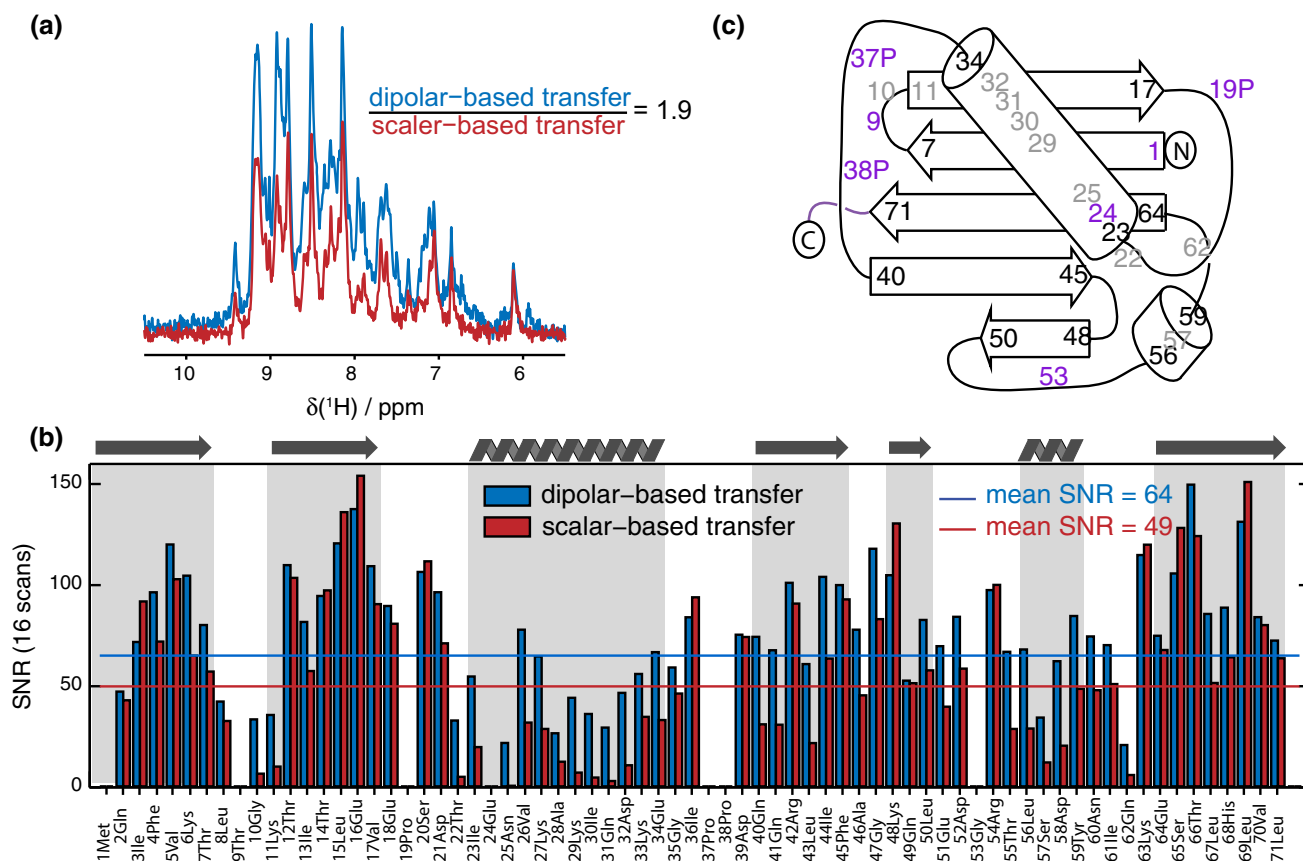 (a)
dipolar−based transfer
scaler−based transfer
= 1.9
10 9 8 7 6
δ(¹H) / ppm
(c)
37P
34
10 11
32
31
30
29
17
19P
9
7
1 N
38P
25
24
23
22
71
64
62
C
40
45
59
57
56
50
48
53
(b)
SNR (16 scans)
150
100
50
0
dipolar−based transfer
scalar−based transfer
mean SNR = 64
mean SNR = 49
1Met
2Gln
3Ile
4Phe
5Val
6Lys
7Thr
8Leu
9Thr
10Gly
11Lys
12Thr
13Ile
14Thr
15Leu
16Glu
17Val
18Glu
19Pro
20Ser
21Asp
22Thr
23Ile
24Glu
25Asn
26Val
27Lys
28Ala
29Lys
30Ile
31Gln
32Asp
33Lys
34Glu
35Gly
36Ile
37Pro
38Pro
39Asp
40Gln
41Gln
42Arg
43Leu
44Ile
45Phe
46Ala
47Gly
48Lys
49Gln
50Leu
51Glu
52Asp
53Gly
54Arg
55Thr
56Leu
57Ser
58Asp
59Tyr
60Asn
61Ile
62Gln
63Lys
64Glu
65Ser
66Thr
67Leu
68His
69Leu
70Val
71Leu